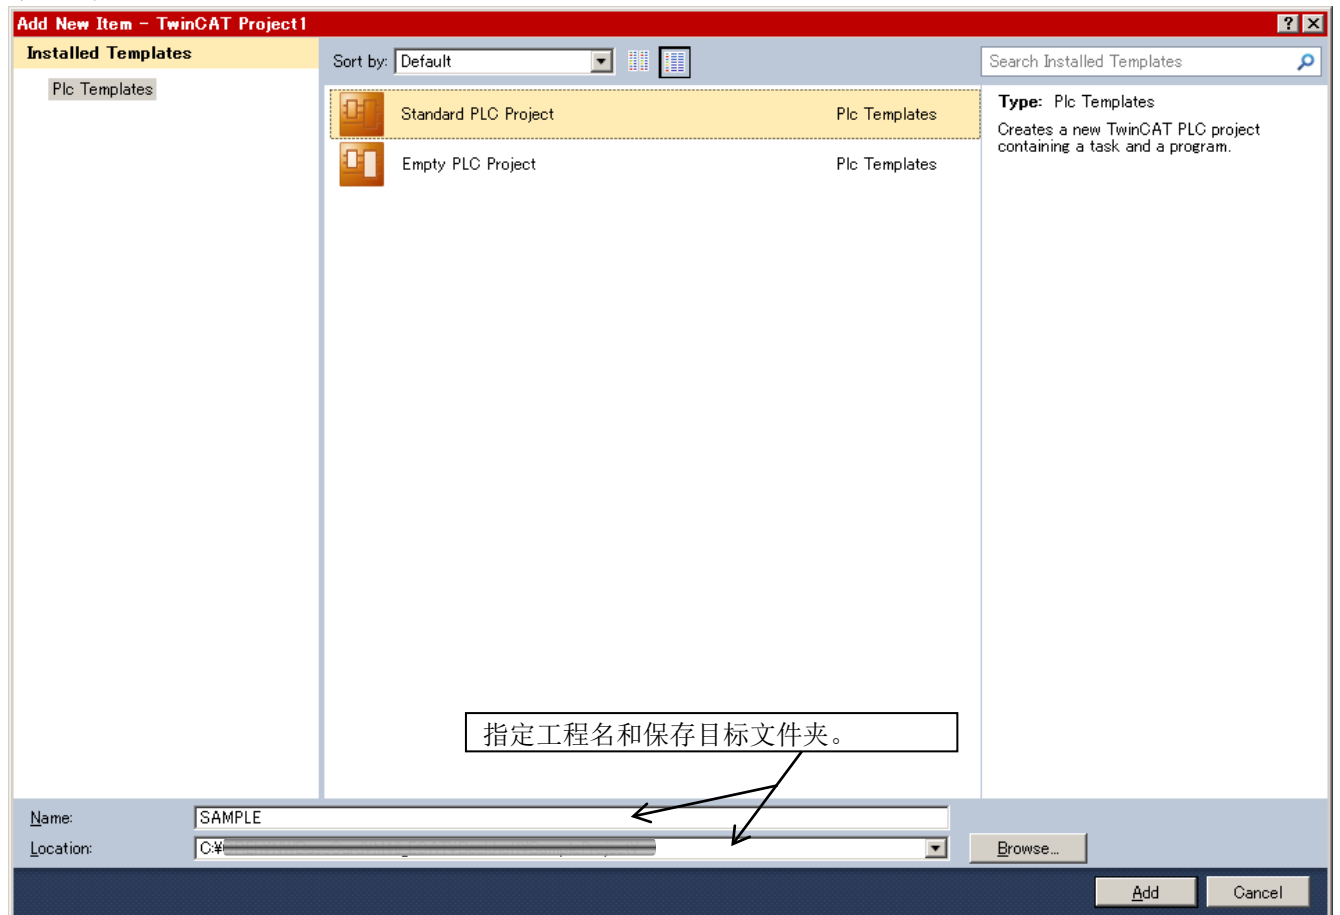 Add New Item - TwinCAT Project1
Installed Templates
Plc Templates
Sort by: Default
Search Installed Templates
Standard PLC Project Plc Templates
Empty PLC Project Plc Templates
Type: Plc Templates
Creates a new TwinCAT PLC project
containing a task and a program.
指定工程名和保存目标文件夹。
Name: SAMPLE
Location: C:¥
Browse...
Add Cancel